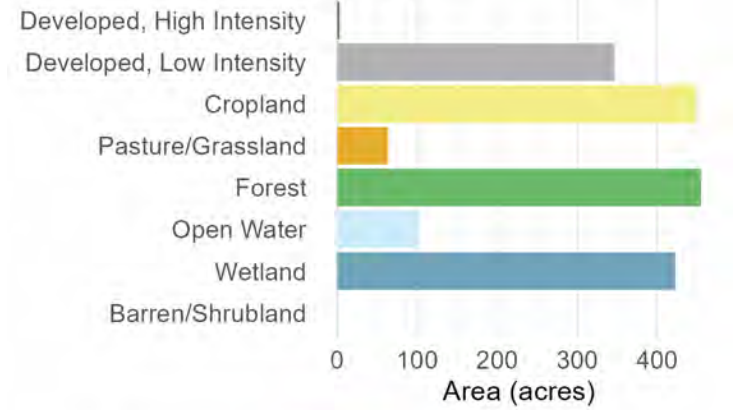 Developed, High Intensity
Developed, Low Intensity
Cropland
Pasture/Grassland
Forest
Open Water
Wetland
Barren/Shrubland
0 100 200 300 400
Area (acres)